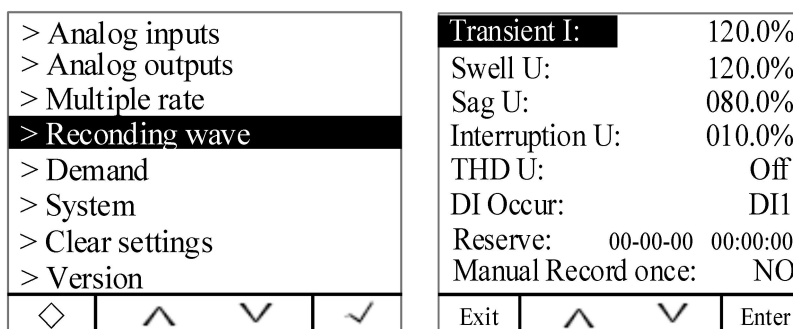 > Analog inputs
> Analog outputs
> Multiple rate
> Reconding wave
> Demand
> System
> Clear settings
> Version
Transient I: 120.0%
Swell U: 120.0%
Sag U: 080.0%
Interruption U: 010.0%
THD U: Off
DI Occur: DI1
Reserve: 00-00-00 00:00:00
Manual Record once: NO
Exit Enter